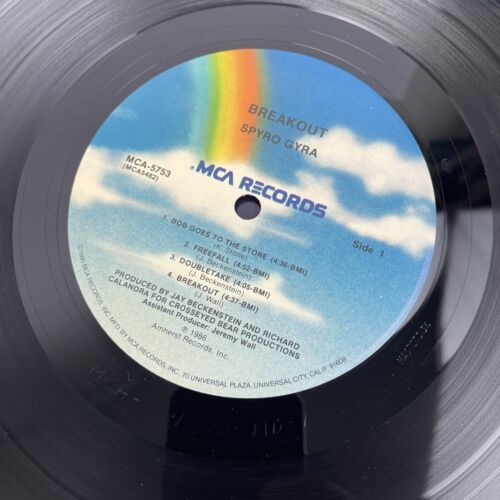 BREAKOUT
SPYRO GYRA
MCA RECORDS
MCA-5753
(MCA5482)
Side 1
1. BOB GOES TO THE STORE (4:36-BMI)
(K. Stone)
2. FREEFALL (4:52-BMI)
(J. Beckenstein)
3. DOUBLETAKE (4:05-BMI)
(J. Beckenstein)
4. BREAKOUT (4:37-BMI)
(J. Wall)
PRODUCED BY JAY BECKENSTEIN AND RICHARD
CALANDRA FOR CROSSEYED BEAR PRODUCTIONS
Assistant Producer: Jeremy Wall
℗ 1986
Amherst Records, Inc.
MCA RECORDS, INC. MFD BY MCA RECORDS, INC. 70 UNIVERSAL PLAZA, UNIVERSAL CITY, CALIF 91608